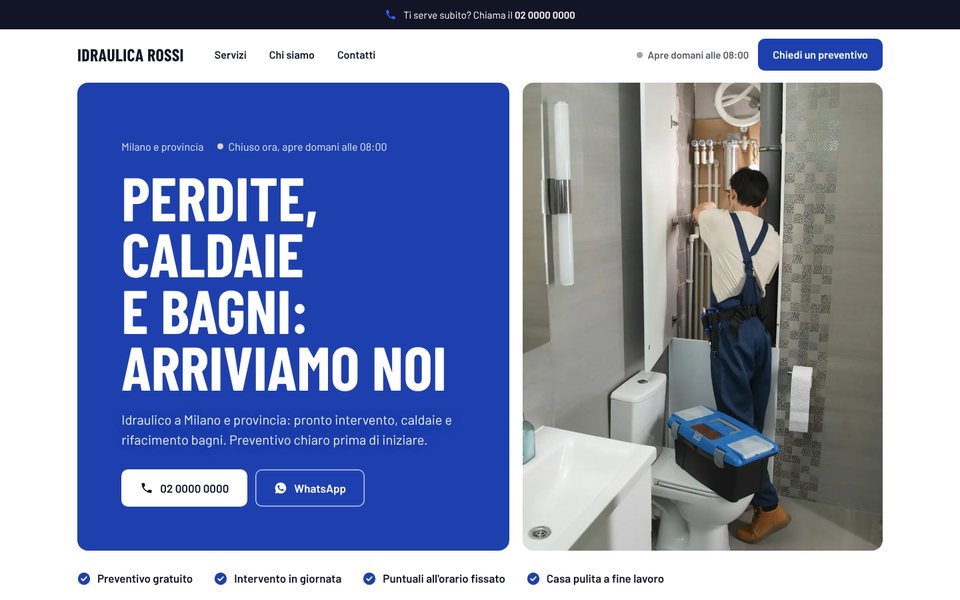 Ti serve subito? Chiama il 02 0000 0000
IDRAULICA ROSSI
Servizi
Chi siamo
Contatti
Apre domani alle 08:00
Chiedi un preventivo
Milano e provincia
Chiuso ora, apre domani alle 08:00
PERDITE,
CALDAIE
E BAGNI:
ARRIVIAMO NOI
Idraulico a Milano e provincia: pronto intervento, caldaie e
rifacimento bagni. Preventivo chiaro prima di iniziare.
02 0000 0000
WhatsApp
Preventivo gratuito
Intervento in giornata
Puntuali all'orario fissato
Casa pulita a fine lavoro